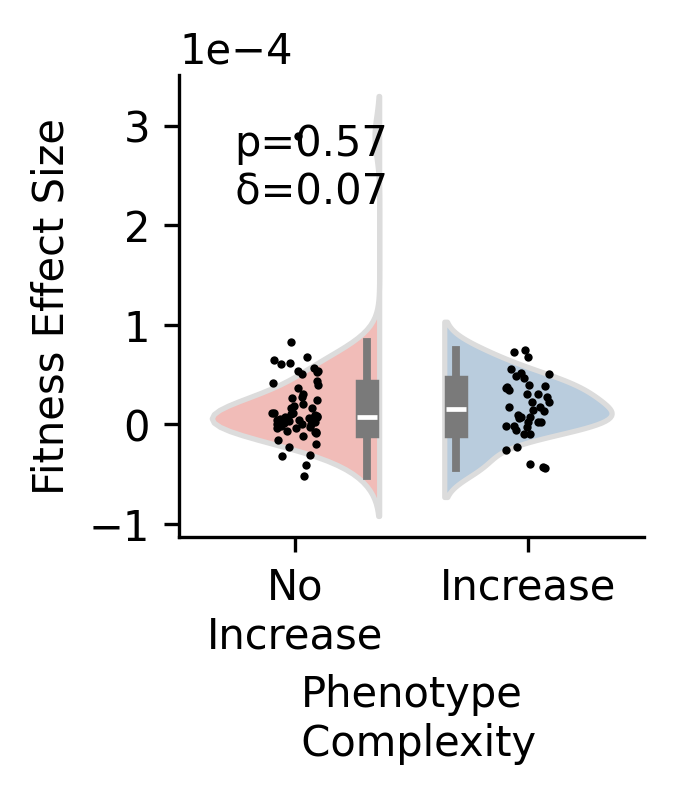 1e−4
Fitness Effect Size
3
2
1
0
−1
p=0.57
δ=0.07
No
Increase
Increase
Phenotype
Complexity